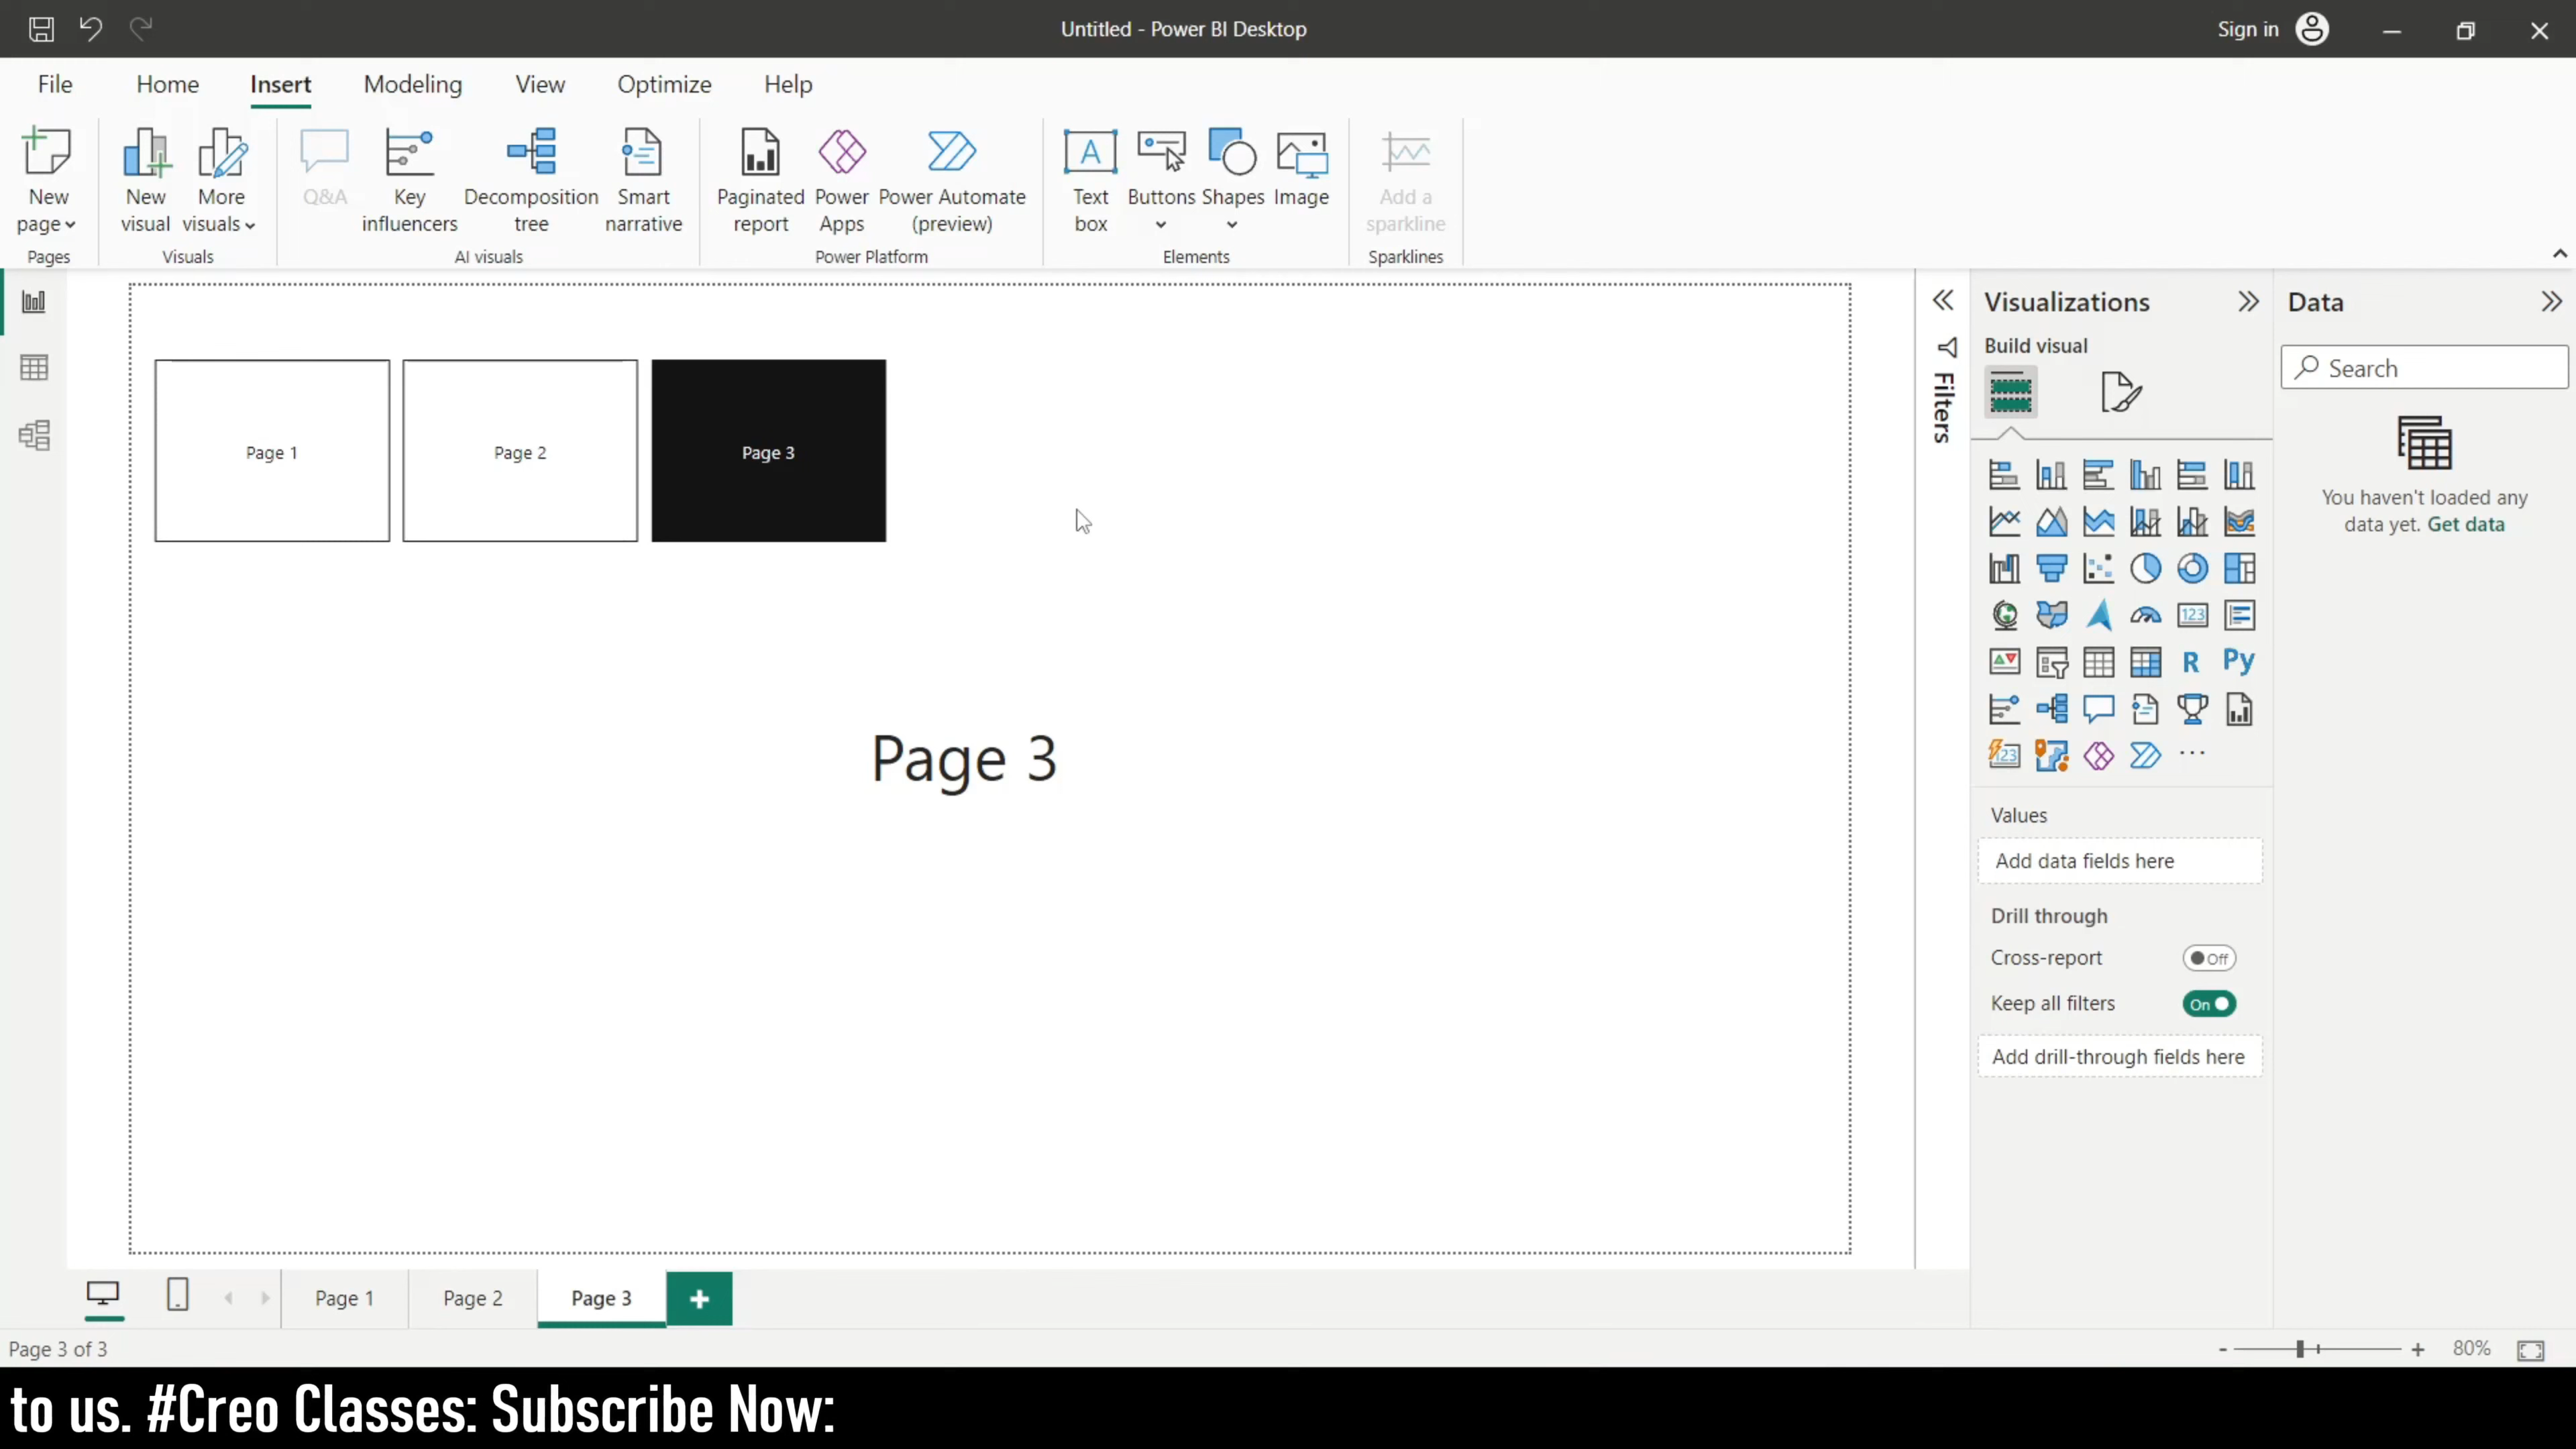 Untitled - Power BI Desktop
Sign in
File Home Insert Modeling View Optimize Help
New page
New visual
More visuals
Q&A
Key influencers
Decomposition tree
Smart narrative
Paginated report
Power Apps
Power Automate (preview)
A
Text box
Buttons
Shapes
Image
Add a sparkline
Pages
Visuals
AI visuals
Power Platform
Elements
Sparklines
Page 1
Page 2
Page 3
Page 3
Filters
Visualizations
Build visual
123
R
Py
123
...
Values
Add data fields here
Drill through
Cross-report
Off
Keep all filters
On
Add drill-through fields here
Data
Search
You haven't loaded any
data yet. Get data
Page 1
Page 2
Page 3
Page 3 of 3
- + 80%
to us. #Creo Classes: Subscribe Now: